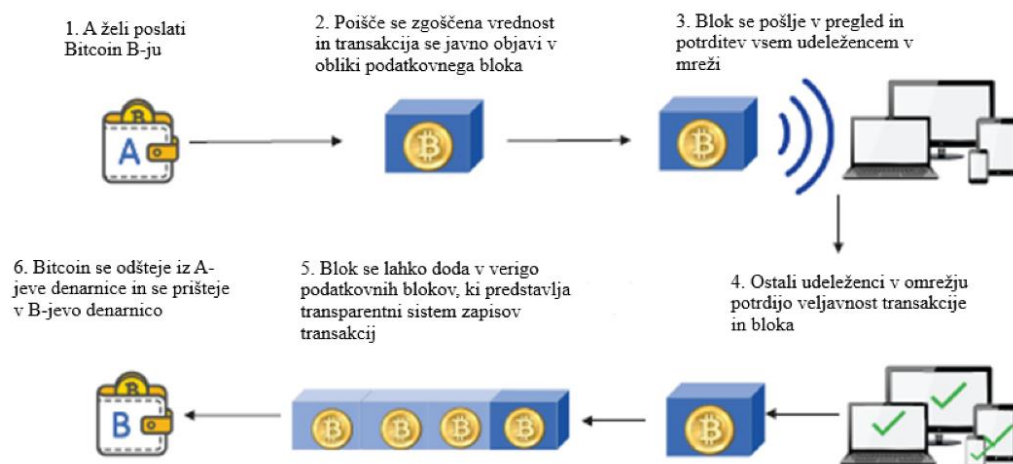 1. A želi poslati
Bitcoin B-ju
2. Poišče se zgoščena vrednost
in transakcija se javno objavi v
obliki podatkovnega bloka
3. Blok se pošlje v pregled in
potrditev vsem udeležencem v
mreži
A
4. Ostali udeleženci v omrežju
potrdijo veljavnost transakcije
in bloka
5. Blok se lahko doda v verigo
podatkovnih blokov, ki predstavlja
transparentni sistem zapisov
transakcij
6. Bitcoin se odšteje iz A-
jeve denarnice in se prišteje
v B-jevo denarnico
B